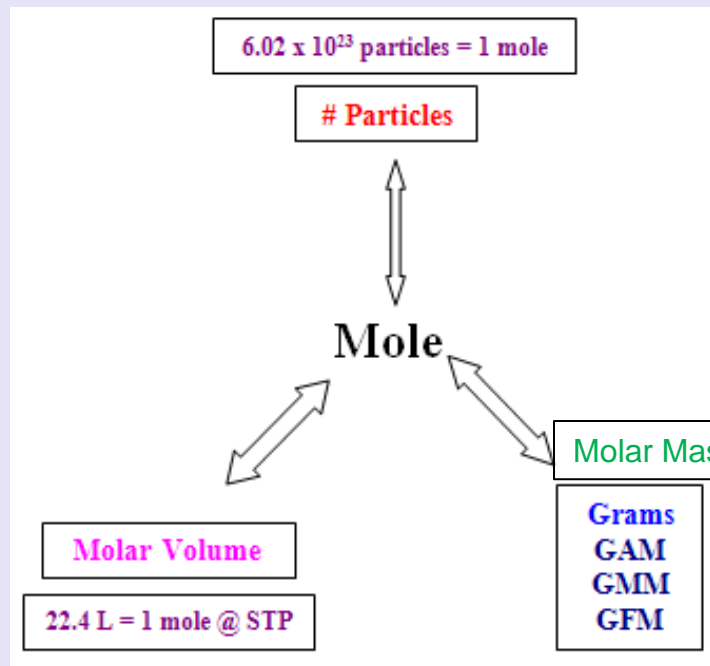 6.02 x 10²³ particles = 1 mole
# Particles
Mole
Molar Mas
Molar Volume
22.4 L = 1 mole @ STP
Grams
GAM
GMM
GFM